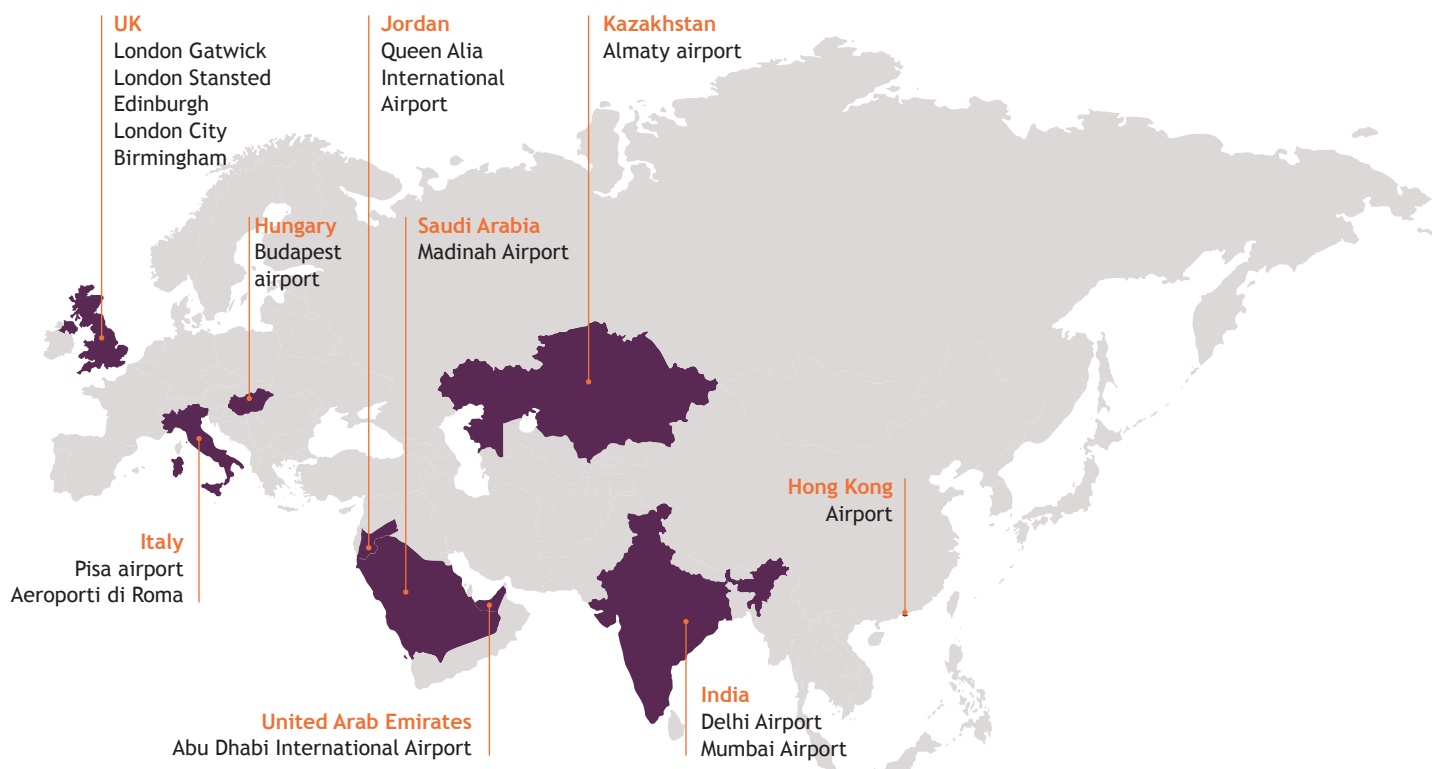 UK
London Gatwick
London Stansted
Edinburgh
London City
Birmingham
Jordan
Queen Alia
International
Airport
Kazakhstan
Almaty airport
Hungary
Budapest
airport
Saudi Arabia
Madinah Airport
Hong Kong
Airport
Italy
Pisa airport
Aeroporti di Roma
United Arab Emirates
Abu Dhabi International Airport
India
Delhi Airport
Mumbai Airport